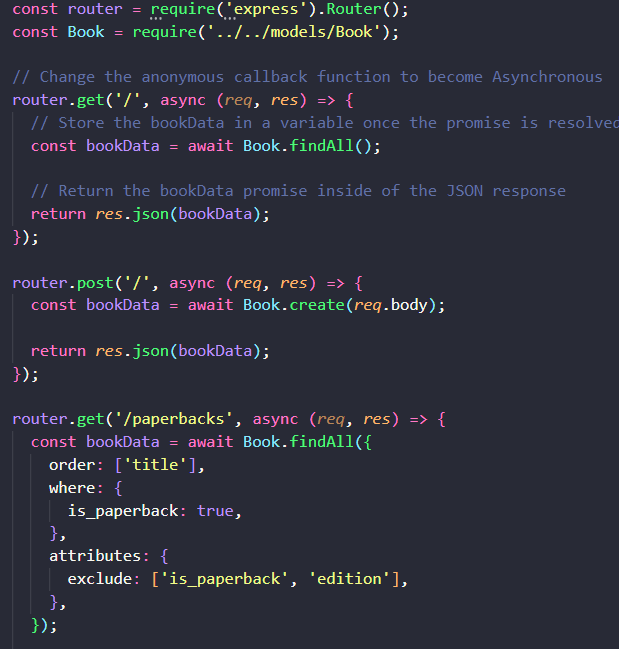 const router = require('express').Router();
const Book = require('../../models/Book');
// Change the anonymous callback function to become Asynchronous
router.get('/', async (req, res) => {
// Store the bookData in a variable once the promise is resolved
const bookData = await Book.findAll();
// Return the bookData promise inside of the JSON response
return res.json(bookData);
});
router.post('/', async (req, res) => {
const bookData = await Book.create(req.body);
return res.json(bookData);
});
router.get('/paperbacks', async (req, res) => {
const bookData = await Book.findAll({
order: ['title'],
where: {
is_paperback: true,
},
attributes: {
exclude: ['is_paperback', 'edition'],
},
});